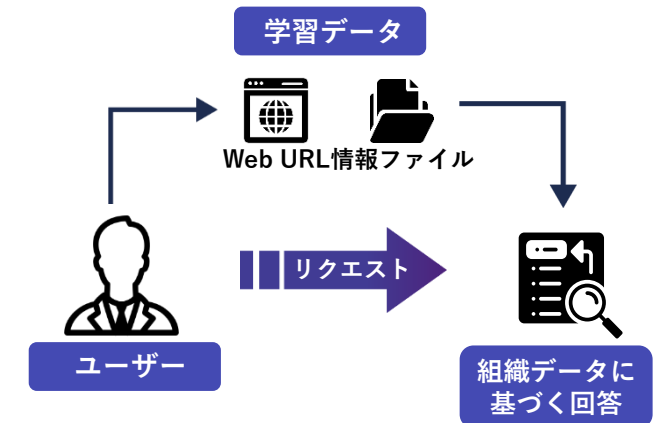 学習データ
Web URL情報ファイル
リクエスト
ユーザー
組織データに
基づく回答